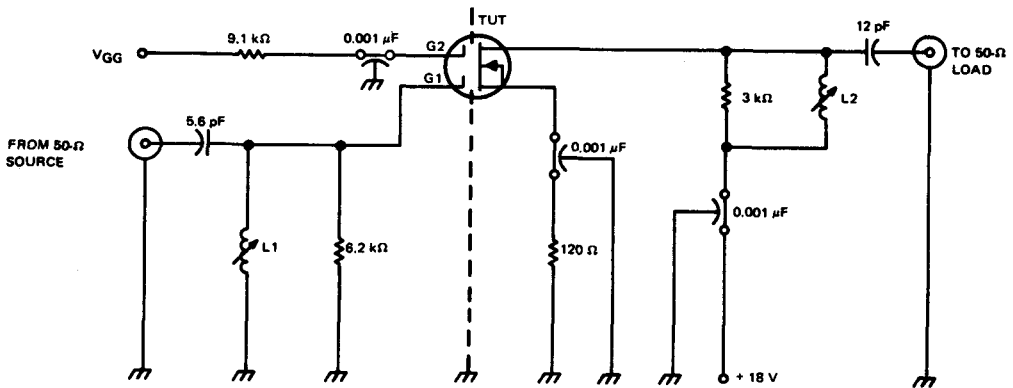 TUT
12 pF
9.1 kΩ
0.001 µF
VGG
G2
TO 50-Ω
LOAD
G1
3 kΩ
L2
5.6 pF
FROM 50-Ω
SOURCE
0.001 µF
0.001 µF
L1
6.2 kΩ
120 Ω
+ 18 V